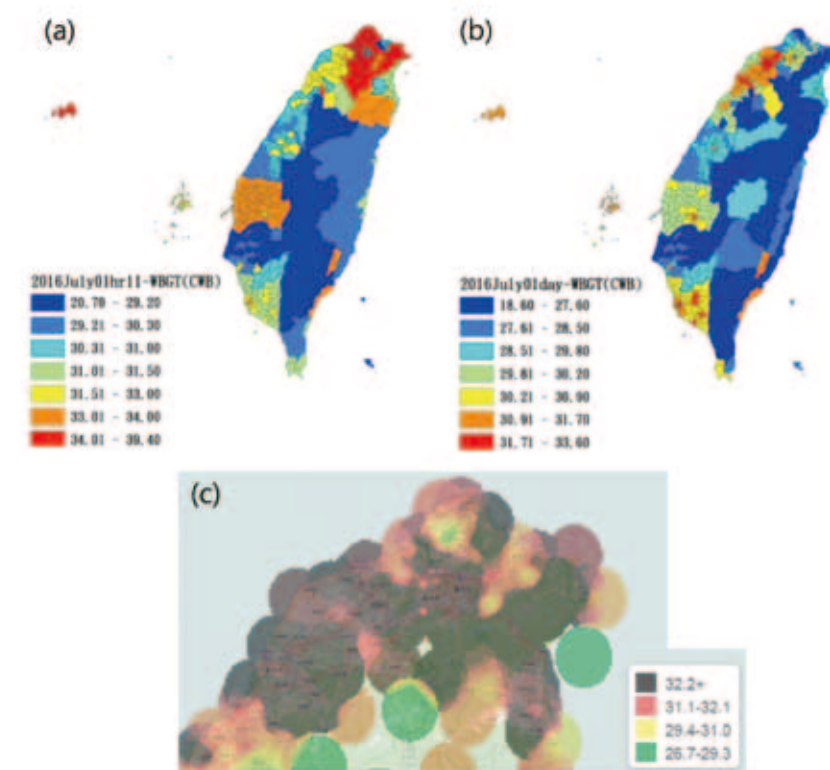 (a)
2016July01hr11-WBGT(CWB)
20.70 - 29.20
29.21 - 30.30
30.31 - 31.00
31.01 - 31.50
31.51 - 33.00
33.01 - 34.00
34.01 - 39.40
(b)
2016July01day-WBGT(CWB)
18.60 - 27.60
27.61 - 28.50
28.51 - 29.80
29.81 - 30.20
30.21 - 30.90
30.91 - 31.70
31.71 - 33.60
(c)
32.2+
31.1-32.1
29.4-31.0
26.7-29.3